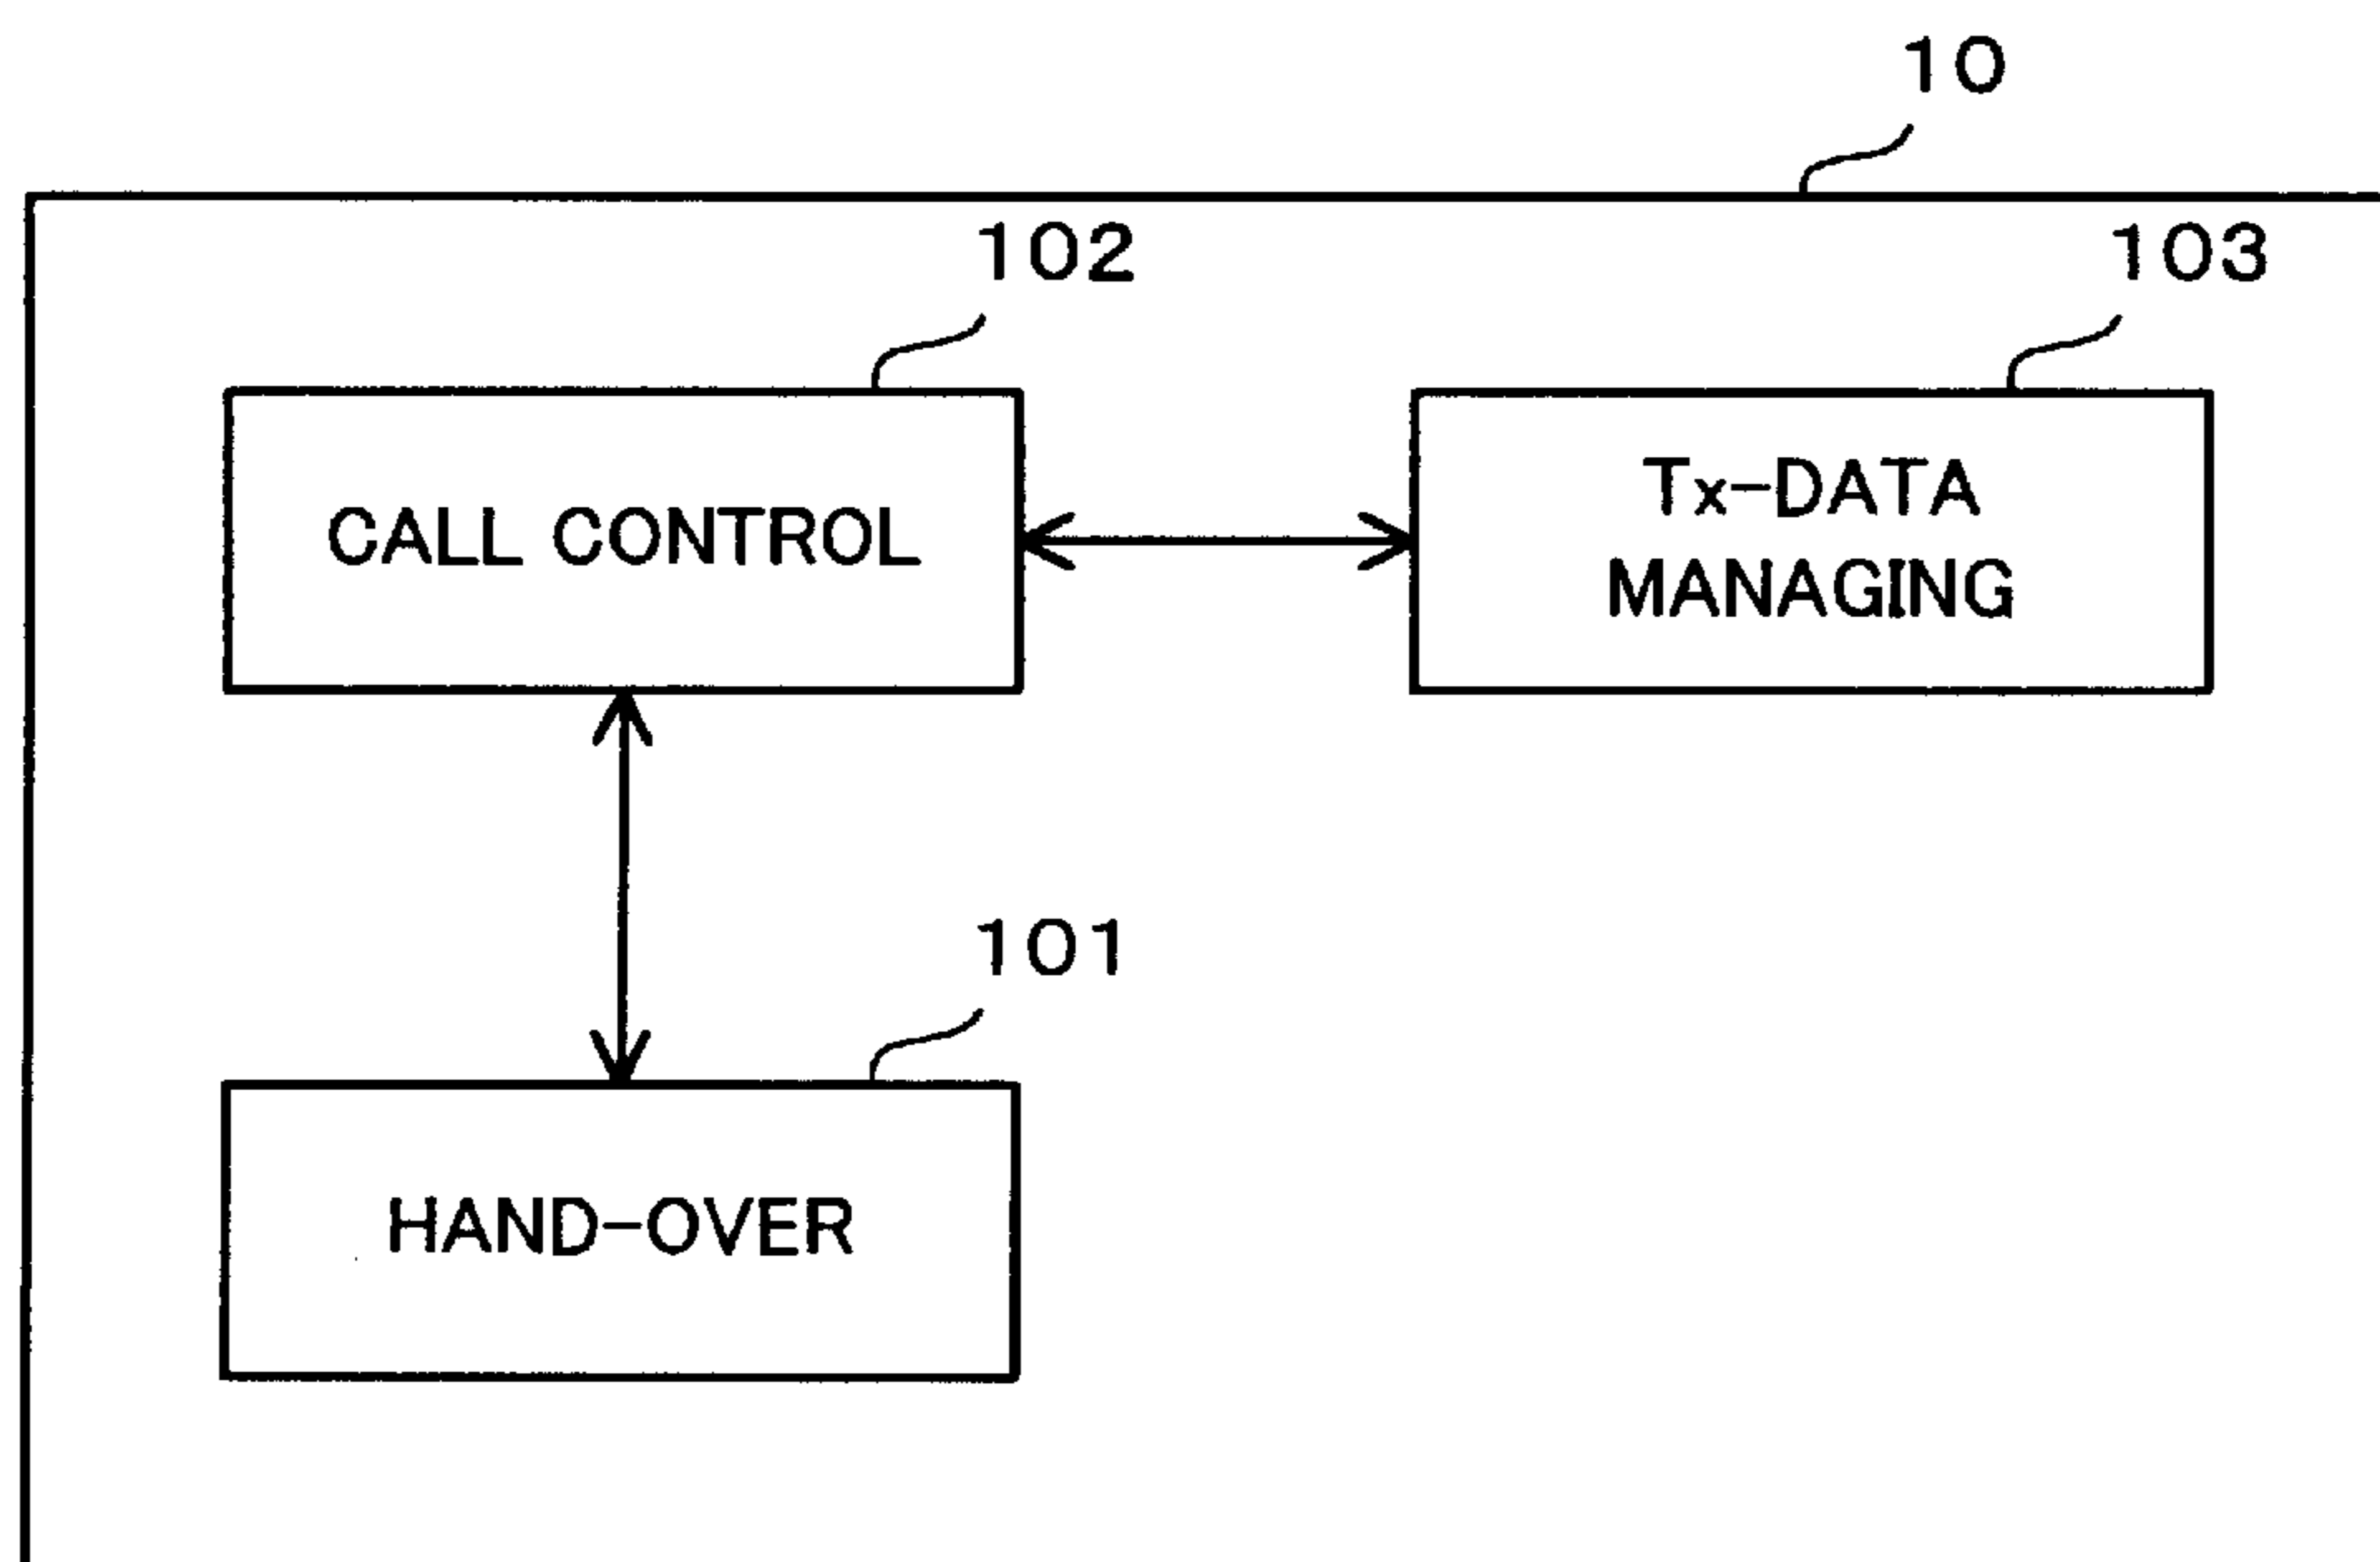 10
102
103
CALL CONTROL
Tx-DATA
MANAGING
101
HAND-OVER